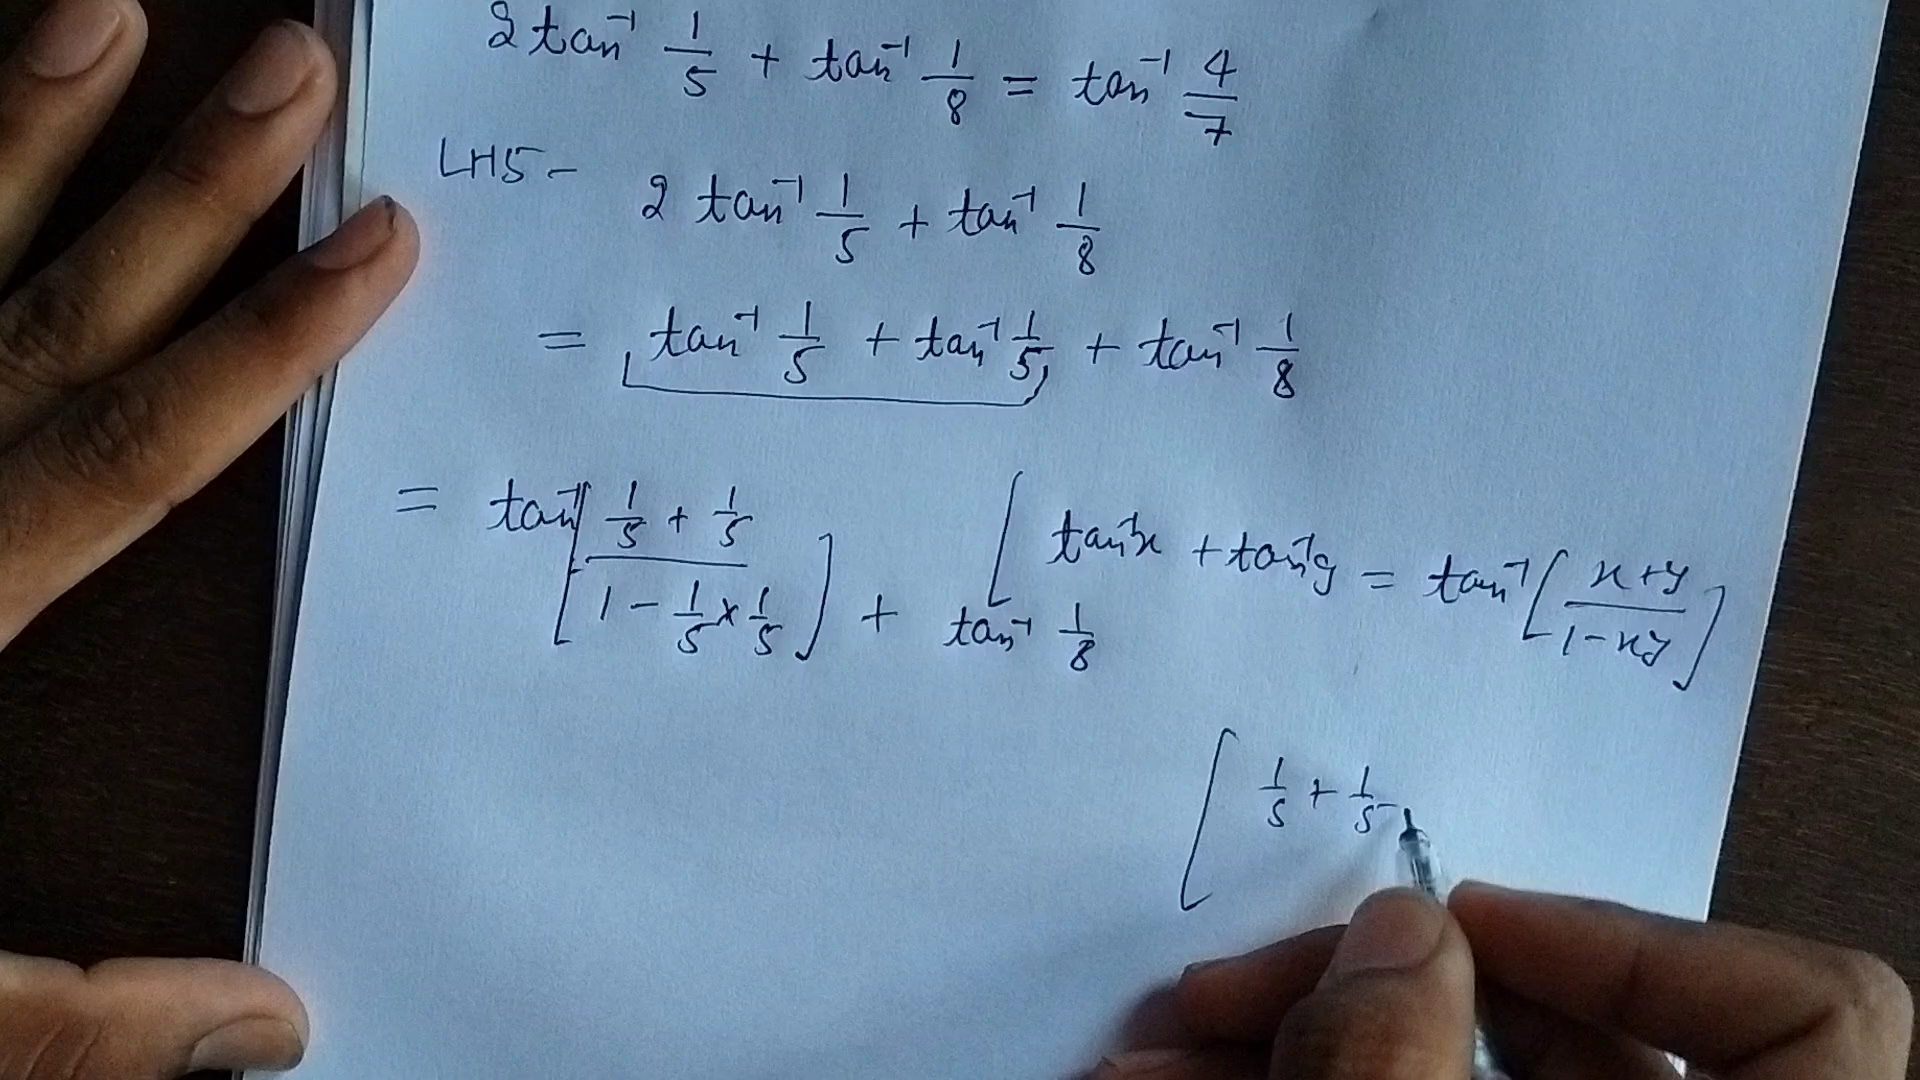 2 tan⁻¹ 1/5 + tan⁻¹ 1/8 = tan⁻¹ 4/7
LHS - 2 tan⁻¹ 1/5 + tan⁻¹ 1/8
= tan⁻¹ 1/5 + tan⁻¹ 1/5 + tan⁻¹ 1/8
= tan⁻¹ [ (1/5 + 1/5) / (1 - 1/5 × 1/5) ] + tan⁻¹ 1/8
[ tan⁻¹x + tan⁻¹y = tan⁻¹ [ (x+y) / (1-xy) ]
[ 1/5 + 1/5